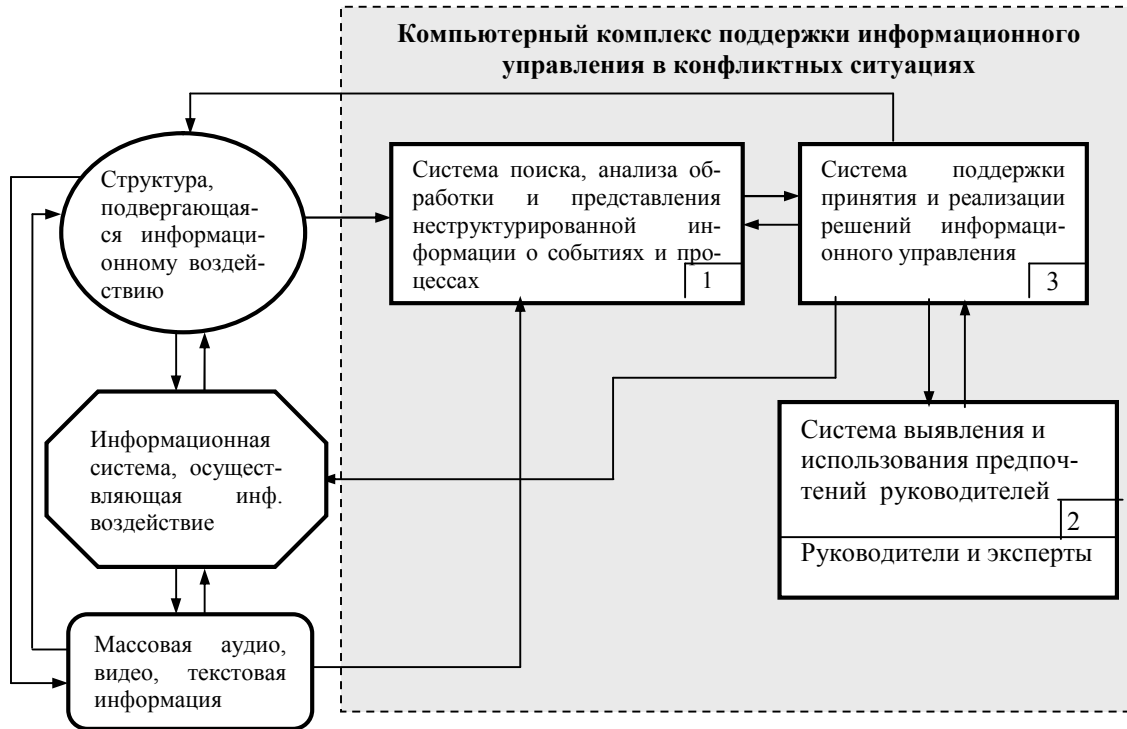 Компьютерный комплекс поддержки информационного
управления в конфликтных ситуациях
Структура,
подвергающая-
ся информаци-
онному воздей-
ствию
Система поиска, анализа об-
работки и представления
неструктурированной ин-
формации о событиях и про-
цессах
1
Система поддержки
принятия и реализации
решений информаци-
онного управления
3
Информационная
система, осущест-
вляющая инф.
воздействие
Система выявления и
использования предпоч-
тений руководителей
2
Руководители и эксперты
Массовая аудио,
видео, текстовая
информация